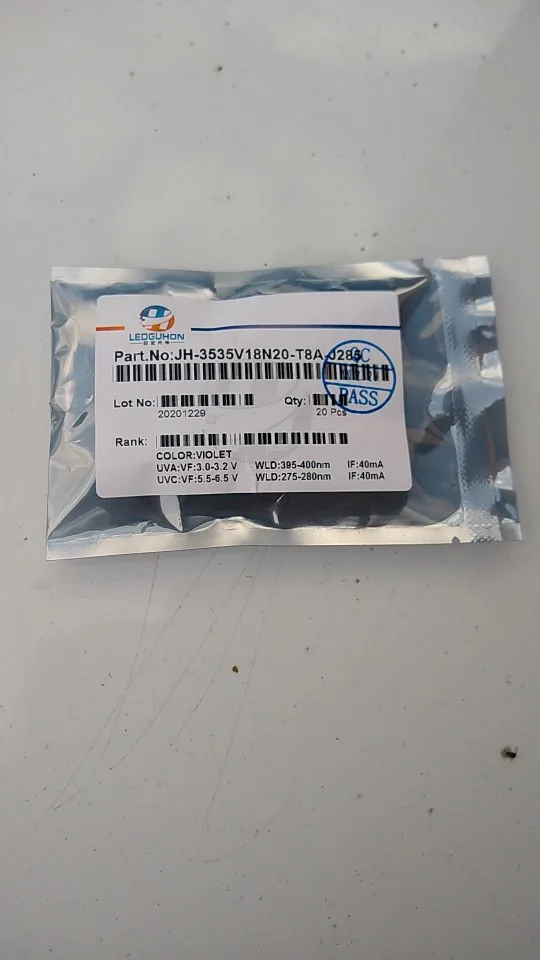 LEDGUHON
Part.No:JH-3535V18N20-T8A-J285
QC
PASS
Lot No:
20201229
Qty:
20 Pcs
Rank:
COLOR:VIOLET
UVA:VF:3.0-3.2 V WLD:395-400nm IF:40mA
UVC:VF:5.5-6.5 V WLD:275-280nm IF:40mA